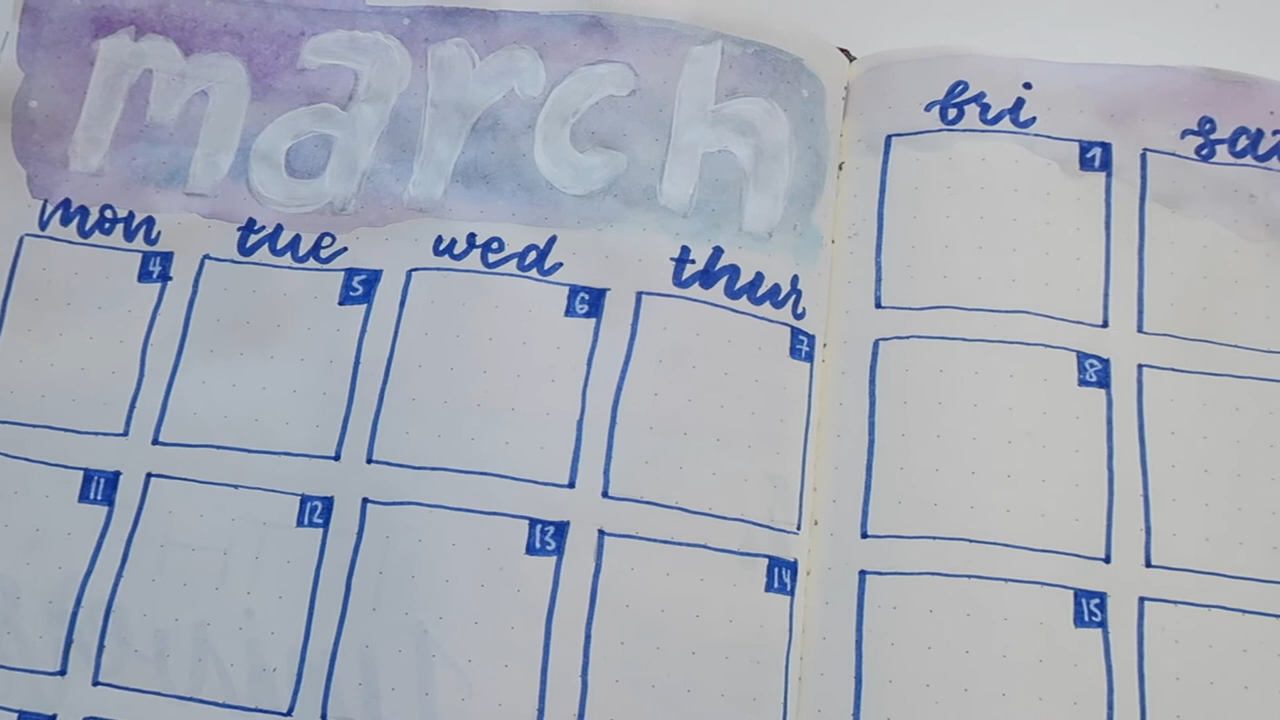 march
fri
mon tue wed thur
1
4 5 6 7 8
11 12 13 14 15